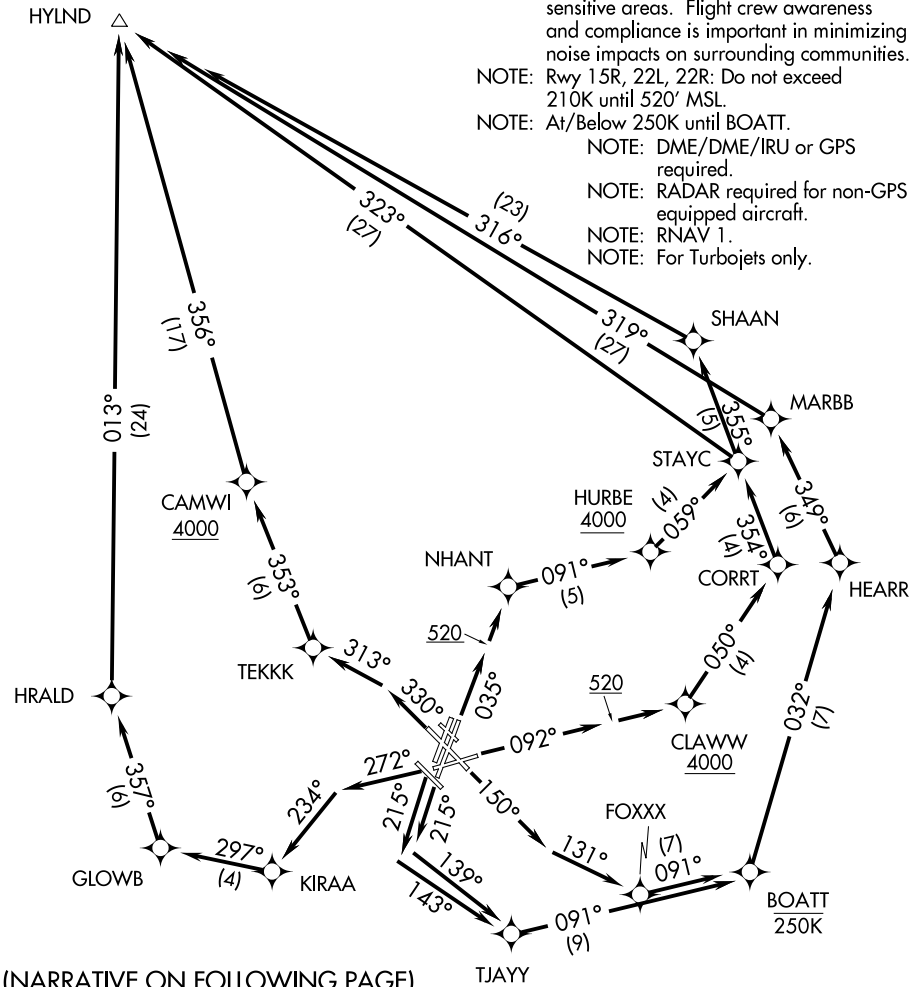 HYLND
sensitive areas. Flight crew awareness
and compliance is important in minimizing
noise impacts on surrounding communities.
NOTE: Rwy 15R, 22L, 22R: Do not exceed
210K until 520' MSL.
NOTE: At/Below 250K until BOATT.
NOTE: DME/DME/IRU or GPS
required.
NOTE: RADAR required for non-GPS
equipped aircraft.
NOTE: RNAV 1.
NOTE: For Turbojets only.
(23)
316°
323°
(27)
319°
(27)
SHAAN
356°
(17)
013°
(24)
355°
(5)
MARBB
STAYC
CAMWI
4000
HURBE
4000
(4)
059°
354°
(4)
349°
(6)
NHANT
091°
(5)
CORRT
HEARR
353°
(6)
520
TEKKK
313°
330°
035°
050°
(4)
HRALD
520
092°
CLAWW
4000
032°
(7)
272°
234°
215°
215°
150°
357°
(6)
FOXXX
(7)
091°
131°
297°
(4)
GLOWB
KIRAA
139°
143°
BOATT
250K
091°
(9)
TJAYY
(NARRATIVE ON FOLLOWING PAGE)